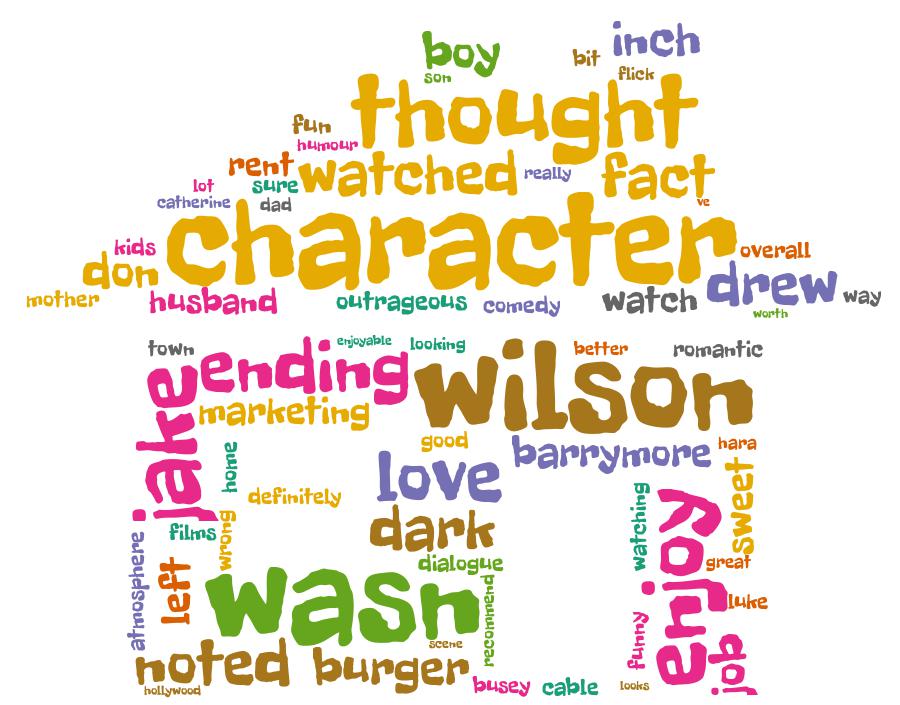 inch
boy
bit
son
flick
thought
fun
humour
rent
watched
really
fact
lot
sure
catherine
dad
ve
character
kids
don
overall
drew
mother
husband
outrageous
comedy
watch
way
worth
town
enjoyable
looking
better
romantic
jake
ending
wilson
marketing
good
barrymore
hara
home
love
sweet
definitely
watching
enjoy
dark
films
wrong
atmosphere
left
dialogue
great
wasn
recommend
luke
scene
funny
job
noted
burger
hollywood
busey
cable
looks